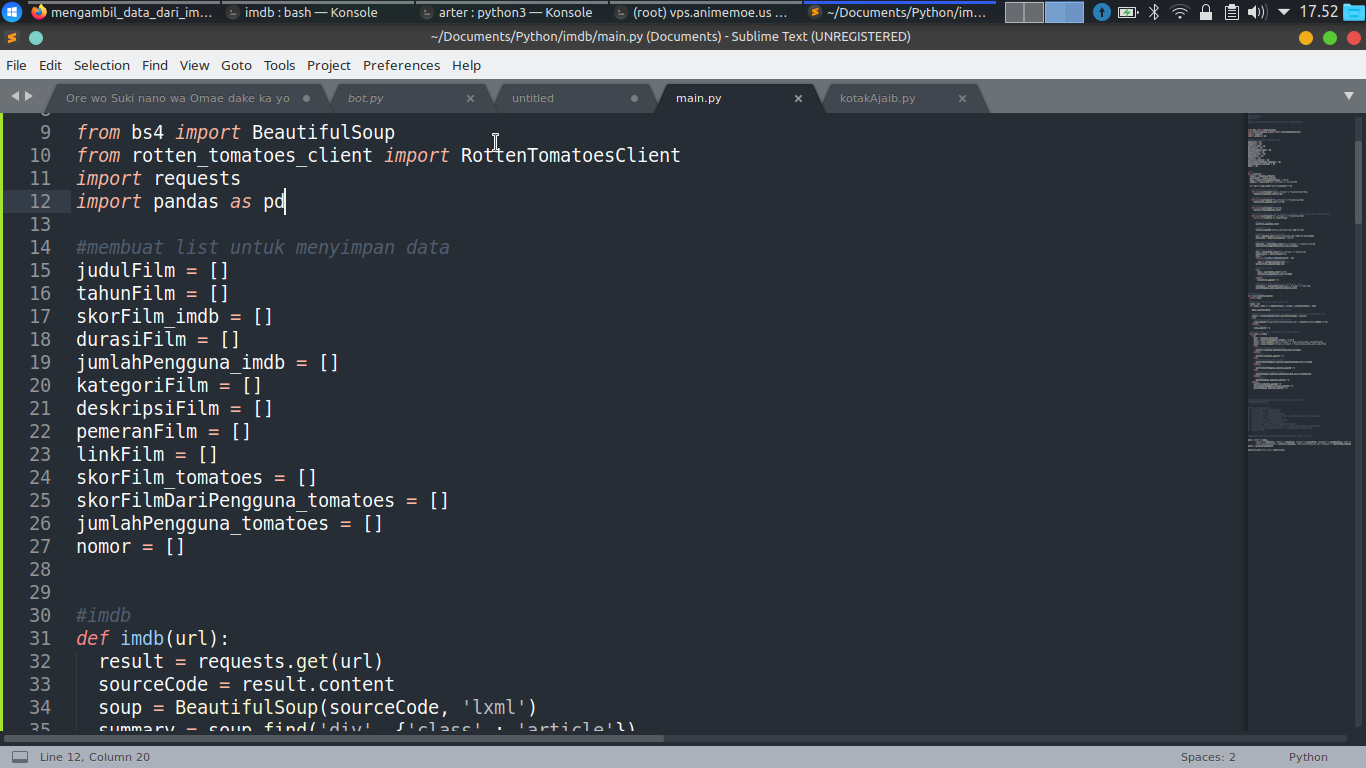 mengambil_data_dari_im...
imdb : bash — Konsole
arter : python3 — Konsole
(root) vps.animemoe.us ...
~/Documents/Python/im...
17.52
~/Documents/Python/imdb/main.py (Documents) - Sublime Text (UNREGISTERED)
File Edit Selection Find View Goto Tools Project Preferences Help
Ore wo Suki nano wa Omae dake ka yo
bot.py
untitled
main.py
kotakAjaib.py
9 from bs4 import BeautifulSoup
10 from rotten_tomatoes_client import RottenTomatoesClient
11 import requests
12 import pandas as pd
13
14 #membuat list untuk menyimpan data
15 judulFilm = []
16 tahunFilm = []
17 skorFilm_imdb = []
18 durasiFilm = []
19 jumlahPengguna_imdb = []
20 kategoriFilm = []
21 deskripsiFilm = []
22 pemeranFilm = []
23 linkFilm = []
24 skorFilm_tomatoes = []
25 skorFilmDariPengguna_tomatoes = []
26 jumlahPengguna_tomatoes = []
27 nomor = []
28
29
30 #imdb
31 def imdb(url):
32 result = requests.get(url)
33 sourceCode = result.content
34 soup = BeautifulSoup(sourceCode, 'lxml')
35 summary = soup.find('div', {'class' : 'article'})
Line 12, Column 20
Spaces: 2
Python